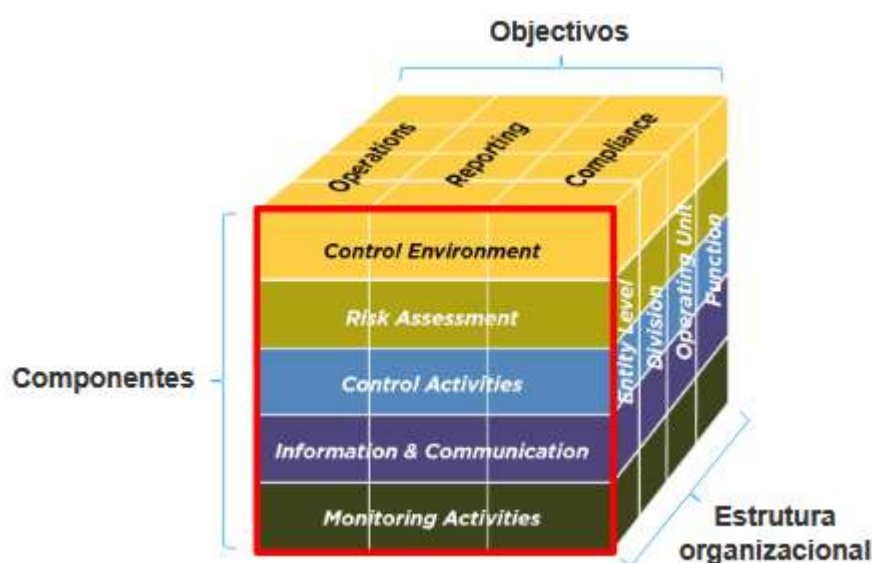 Objectivos
Operations
Reporting
Compliance
Componentes
Control Environment
Risk Assessment
Control Activities
Information & Communication
Monitoring Activities
Entity Level
Division
Operating Unit
Function
Estrutura
organizacional